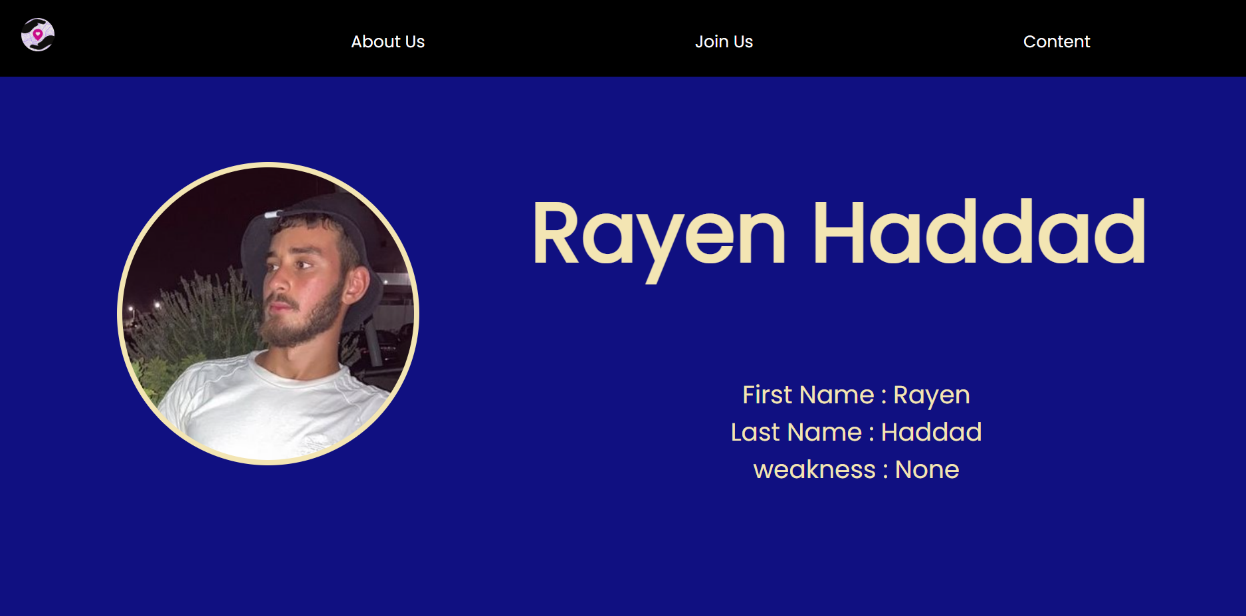 About Us
Join Us
Content
Rayen Haddad
First Name : Rayen
Last Name : Haddad
weakness : None